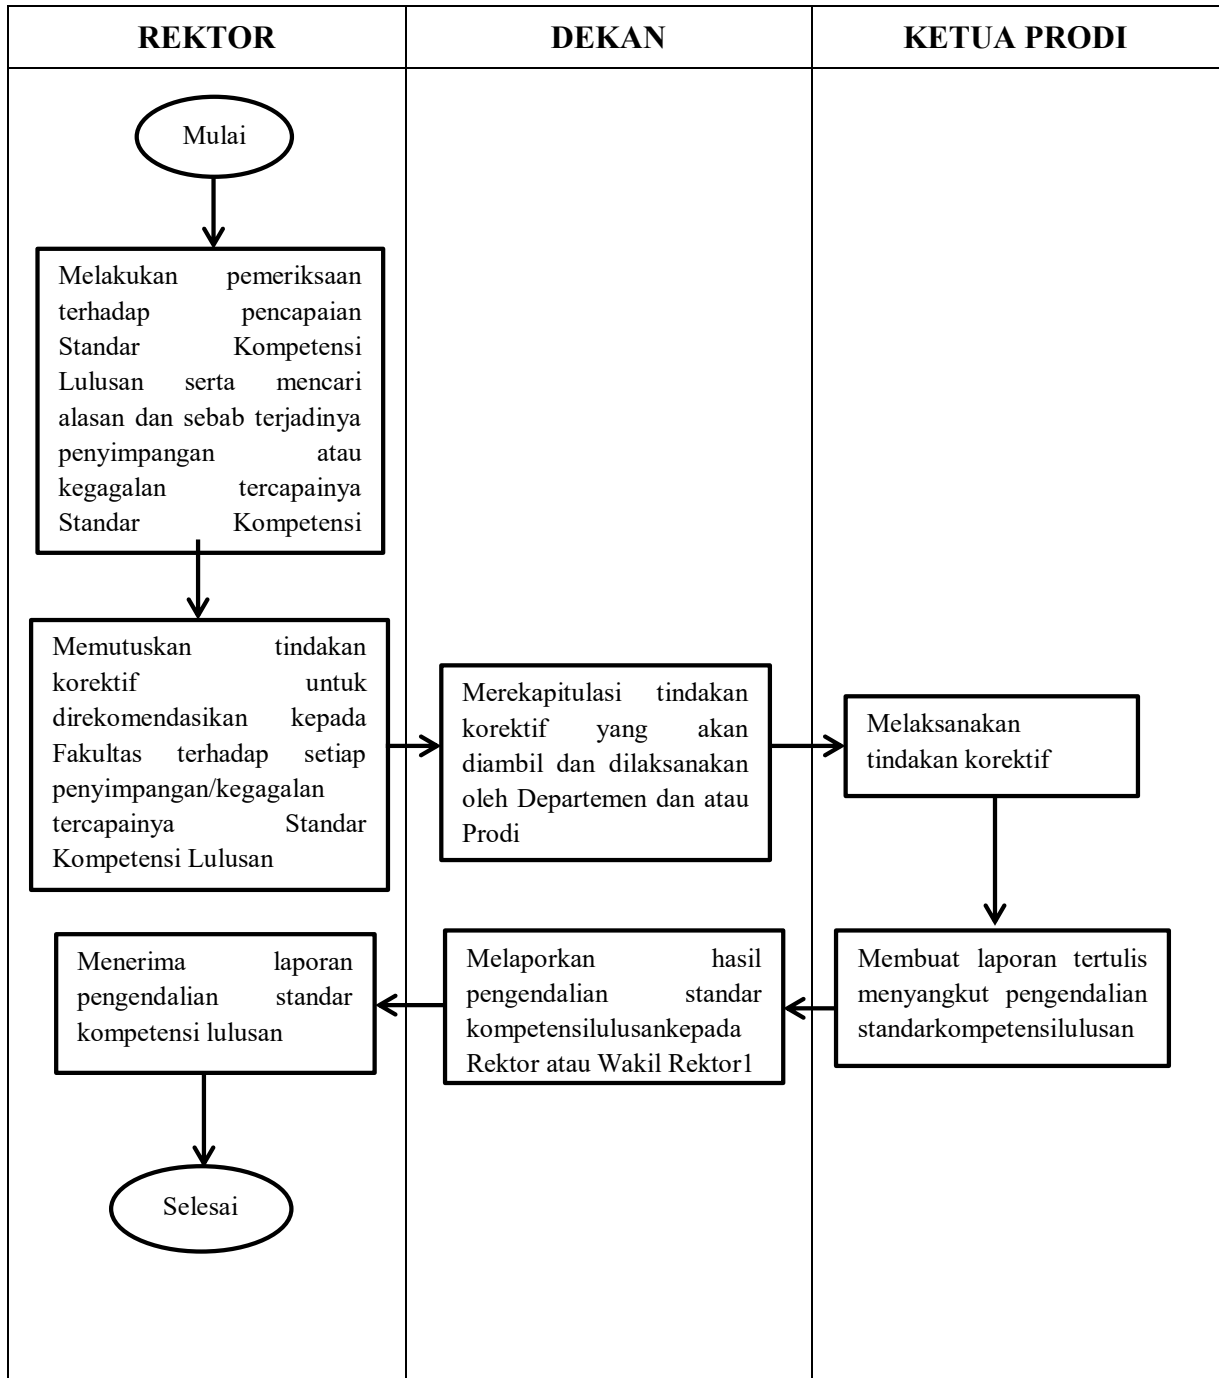 REKTOR
DEKAN
KETUA PRODI
Mulai
Melakukan pemeriksaan
terhadap pencapaian
Standar Kompetensi
Lulusan serta mencari
alasan dan sebab terjadinya
penyimpangan atau
kegagalan tercapainya
Standar Kompetensi
Memutuskan tindakan
korektif untuk
direkomendasikan kepada
Fakultas terhadap setiap
penyimpangan/kegagalan
tercapainya Standar
Kompetensi Lulusan
Merekapitulasi tindakan
korektif yang akan
diambil dan dilaksanakan
oleh Departemen dan atau
Prodi
Melaksanakan
tindakan korektif
Membuat laporan tertulis
menyangkut pengendalian
standarkompetensilulusan
Melaporkan hasil
pengendalian standar
kompetensilulusankepada
Rektor atau Wakil Rektor1
Menerima laporan
pengendalian standar
kompetensi lulusan
Selesai